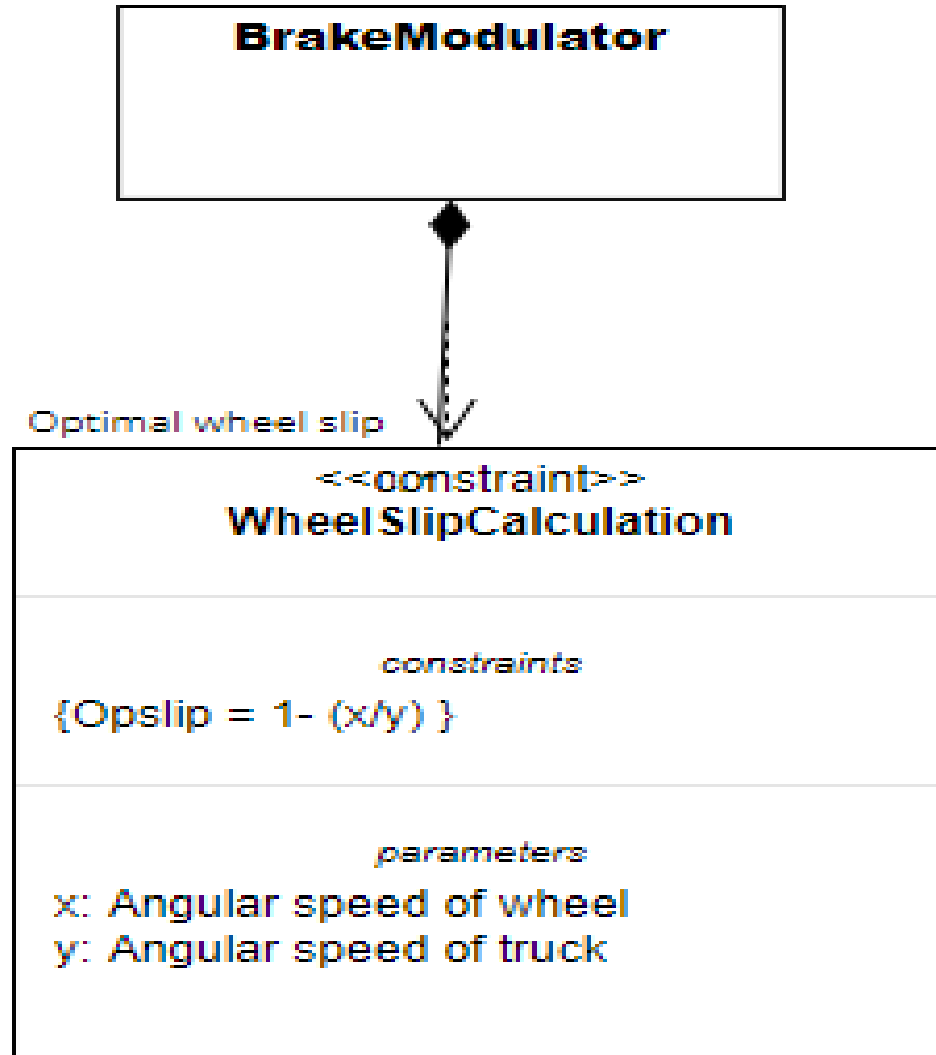 BrakeModulator
Optimal wheel slip
<<constraint>>
WheelSlipCalculation
constraints
{Opslip = 1- (x/y) }
parameters
x: Angular speed of wheel
y: Angular speed of truck